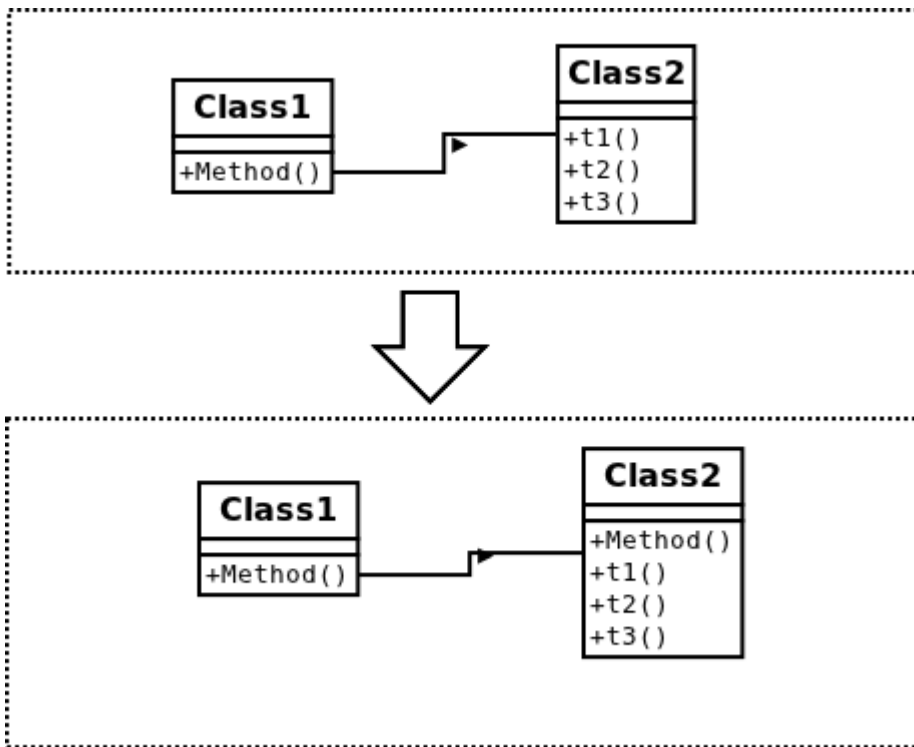 Class1
+Method()
Class2
+t1()
+t2()
+t3()
Class1
+Method()
Class2
+Method()
+t1()
+t2()
+t3()